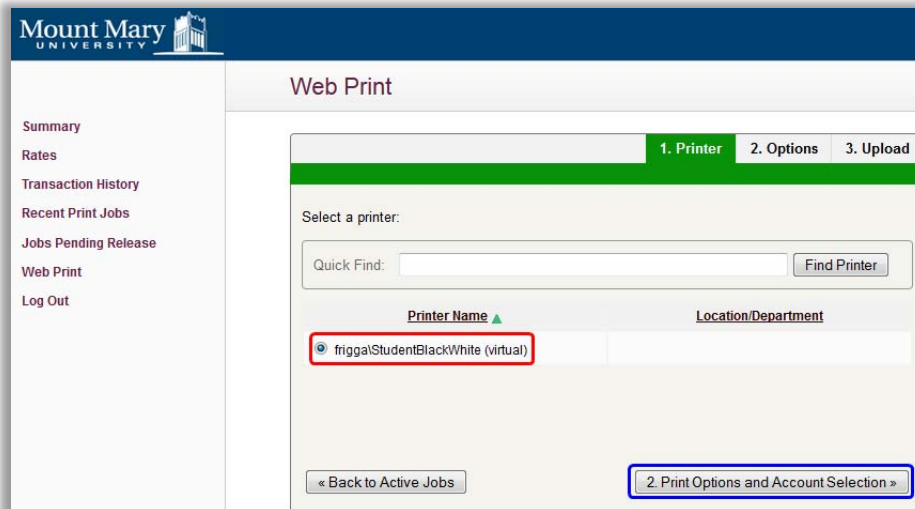 Mount Mary
UNIVERSITY
Web Print
Summary
Rates
Transaction History
Recent Print Jobs
Jobs Pending Release
Web Print
Log Out
1. Printer 2. Options 3. Upload
Select a printer:
Quick Find: Find Printer
Printer Name Location/Department
frigga\StudentBlackWhite (virtual)
« Back to Active Jobs 2. Print Options and Account Selection »